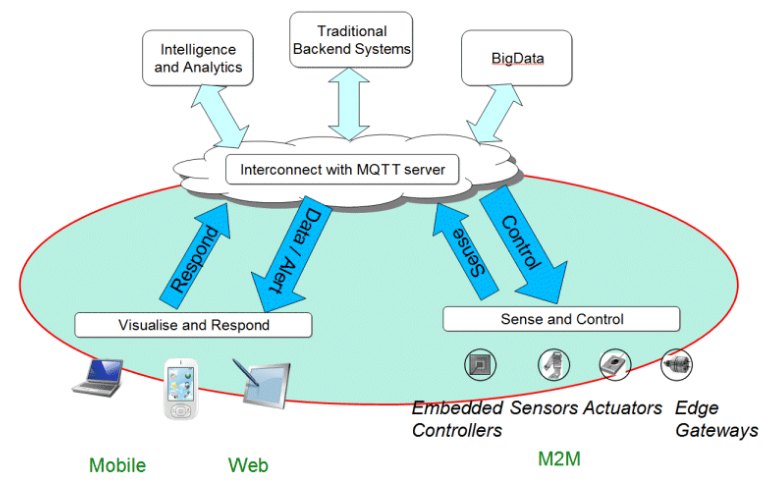 Intelligence
and Analytics
Traditional
Backend Systems
BigData
Interconnect with MQTT server
Respond
Data / Alert
Sense
Control
Visualise and Respond
Sense and Control
Embedded Sensors Actuators Edge
Controllers Gateways
Mobile
Web
M2M